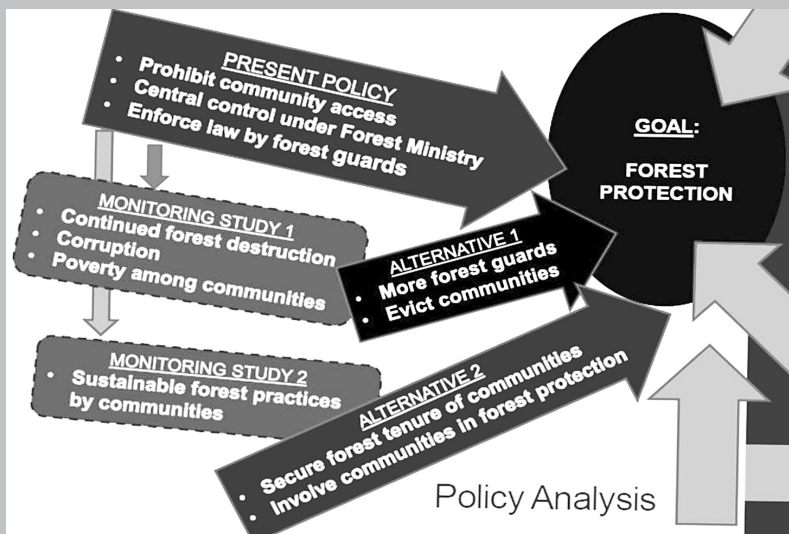 PRESENT POLICY
• Prohibit community access
• Central control under Forest Ministry
• Enforce law by forest guards
GOAL:
FOREST
PROTECTION
MONITORING STUDY 1
• Continued forest destruction
• Corruption
• Poverty among communities
ALTERNATIVE 1
• More forest guards
• Evict communities
MONITORING STUDY 2
• Sustainable forest practices
by communities
ALTERNATIVE 2
• Secure forest tenure of communities
• Involve communities in forest protection
Policy Analysis